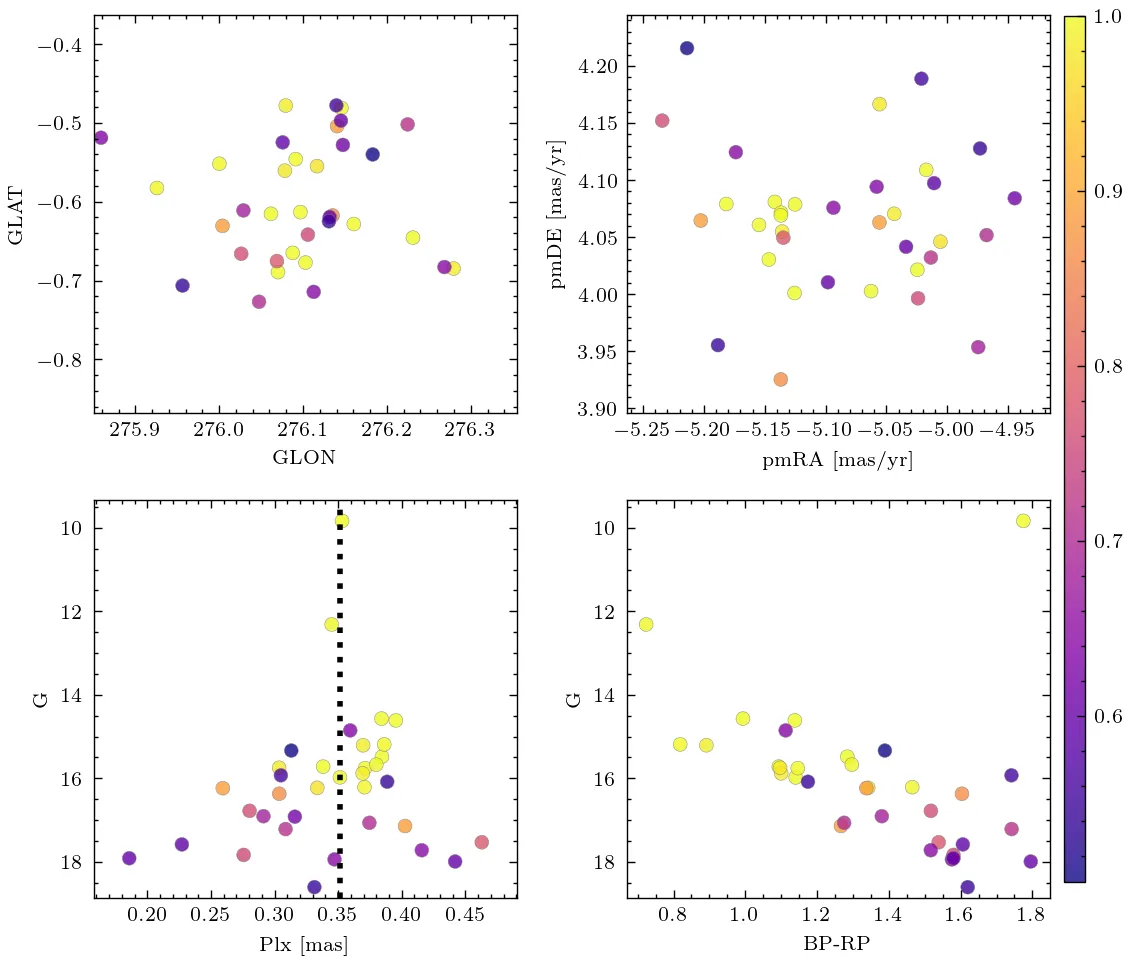 −0.4
−0.5
−0.6
−0.7
−0.8
GLAT
275.9 276.0 276.1 276.2 276.3
GLON
4.20
4.15
4.10
4.05
4.00
3.95
3.90
pmDE [mas/yr]
−5.25 −5.20 −5.15 −5.10 −5.05 −5.00 −4.95
pmRA [mas/yr]
1.0
0.9
0.8
0.7
0.6
10
12
14
16
18
G
0.20 0.25 0.30 0.35 0.40 0.45
Plx [mas]
10
12
14
16
18
G
0.8 1.0 1.2 1.4 1.6 1.8
BP-RP